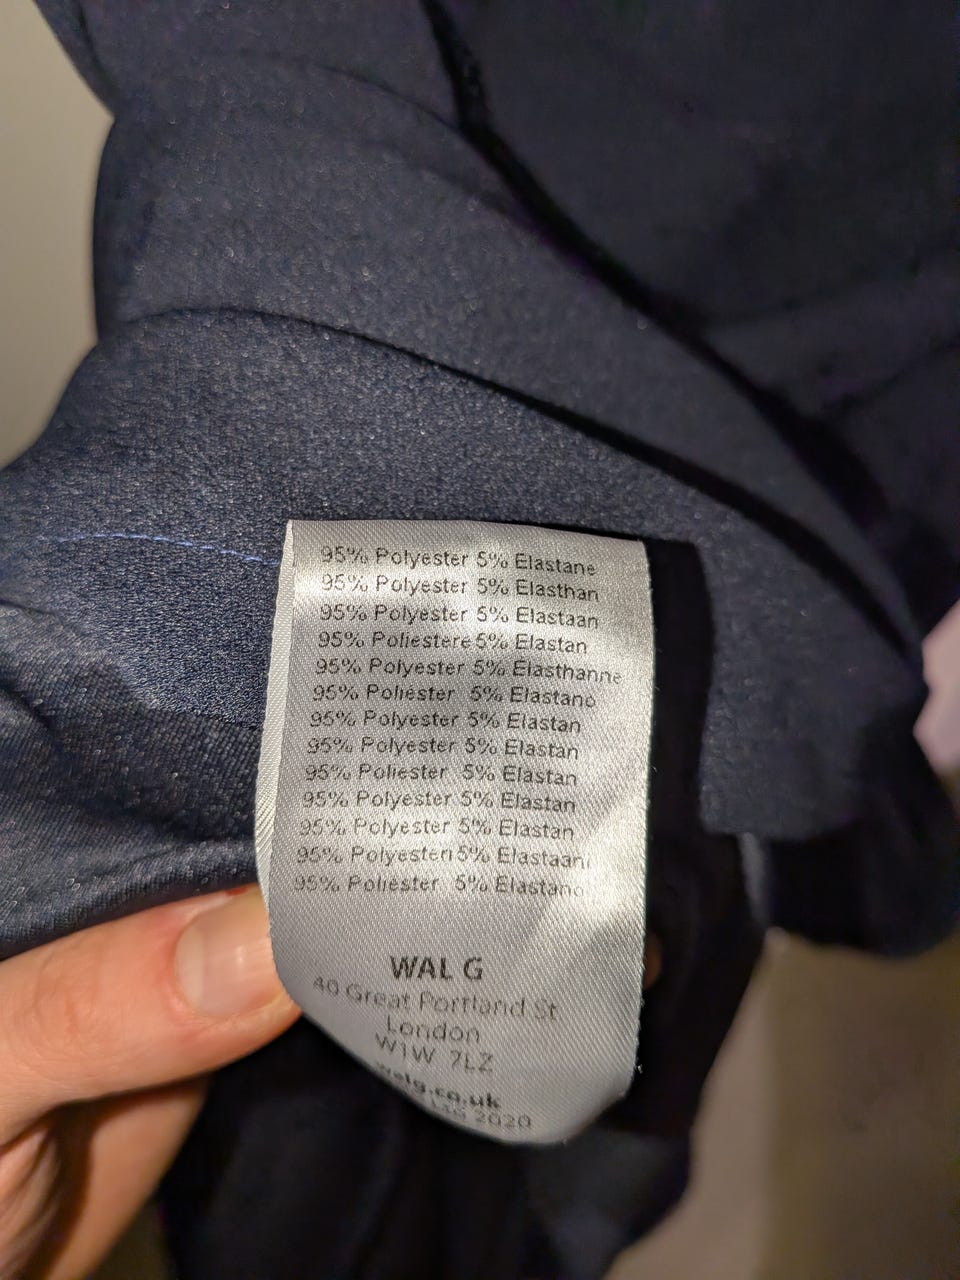 95% Polyester 5% Elastane
95% Polyester 5% Elasthan
95% Polyester 5% Elastaan
95% Poliestere 5% Elastan
95% Polyester 5% Elasthanne
95% Poliester 5% Elastano
95% Polyester 5% Elastan
95% Polyester 5% Elastan
95% Poliester 5% Elastan
95% Polyester 5% Elastan
95% Polyester 5% Elastan
95% Polyesteri 5% Elastaani
95% Poliéster 5% Elastano
WAL G
40 Great Portland St
London
W1W 7LZ
walg.co.uk
2020